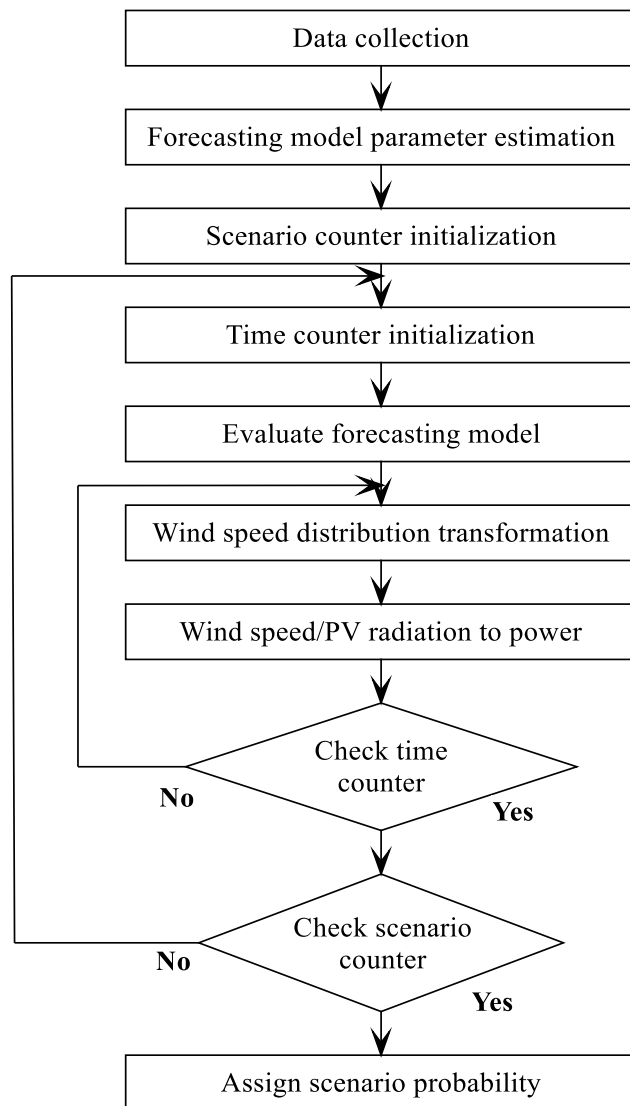 Data collection
Forecasting model parameter estimation
Scenario counter initialization
Time counter initialization
Evaluate forecasting model
Wind speed distribution transformation
Wind speed/PV radiation to power
Check time
counter
No
Yes
Check scenario
counter
No
Yes
Assign scenario probability